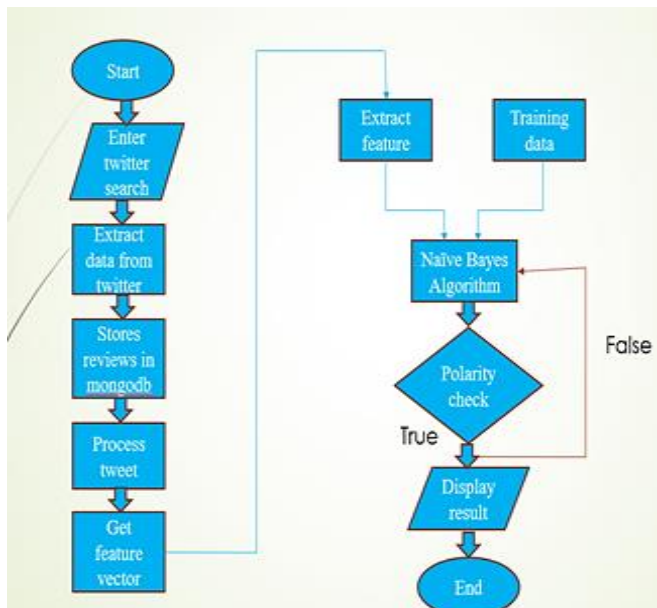 Start
Enter
twitter
search
Extract
data from
twitter
Stores
reviews in
mongodb
Process
tweet
Get
feature
vector
Extract
feature
Training
data
Naïve Bayes
Algorithm
Polarity
check
False
True
Display
result
End